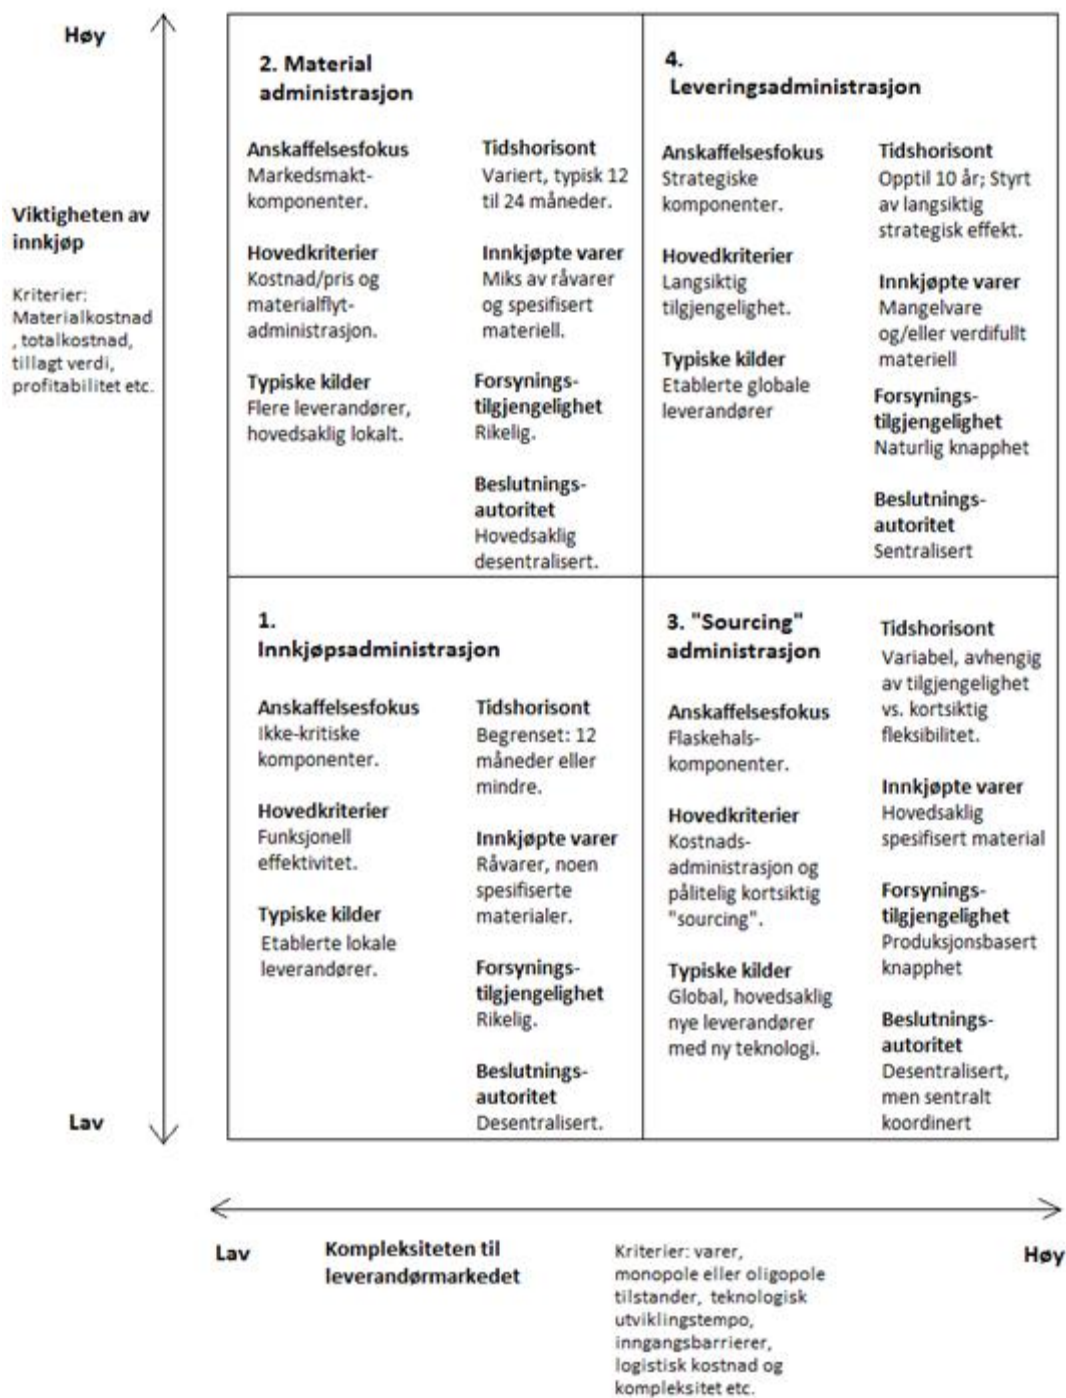 Høy
Viktigheten av
innkjøp
Kriterier:
Materialkostnad
, totalkostnad,
tillagt verdi,
profitabilitet etc.
Lav
2. Material
administrasjon
Anskaffelsesfokus
Markedsmakt-
komponenter.
Hovedkriterier
Kostnad/pris og
materialflyt-
administrasjon.
Typiske kilder
Flere leverandører,
hovedsaklig lokalt.
Tidshorisont
Variert, typisk 12
til 24 måneder.
Innkjøpte varer
Miks av råvarer
og spesifisert
materiell.
Forsynings-
tilgjengelighet
Rikelig.
Beslutnings-
autoritet
Hovedsaklig
desentralisert.
4.
Leveringsadministrasjon
Anskaffelsesfokus
Strategiske
komponenter.
Hovedkriterier
Langsiktig
tilgjengelighet.
Typiske kilder
Etablerte globale
leverandører
Tidshorisont
Opptil 10 år; Styrt
av langsiktig
strategisk effekt.
Innkjøpte varer
Mangelvare
og/eller verdifullt
materiell
Forsynings-
tilgjengelighet
Naturlig knapphet
Beslutning-
autoritet
Sentralisert
1.
Innkjøpsadministrasjon
Anskaffelsesfokus
Ikke-kritiske
komponenter.
Hovedkriterier
Funksjonell
effektivitet.
Typiske kilder
Etablerte lokale
leverandører.
Tidshorisont
Begrenset: 12
måneder eller
mindre.
Innkjøpte varer
Råvarer, noen
spesifiserte
materialer.
Forsynings-
tilgjengelighet
Rikelig.
Beslutnings-
autoritet
Desentralisert.
3. "Sourcing"
administrasjon
Anskaffelsesfokus
Flaskehals-
komponenter.
Hovedkriterier
Kostnads-
administrasjon og
pålitelig kortsiktig
"sourcing".
Typiske kilder
Global, hovedsaklig
nye leverandører
med ny teknologi.
Tidshorisont
Variabel, avhengig
av tilgjengelighet
vs. kortsiktig
fleksibilitet.
Innkjøpte varer
Hovedsaklig
spesifisert material
Forsynings-
tilgjengelighet
Produksjonsbasert
knapphet
Beslutnings-
autoritet
Desentralisert,
men sentralt
koordinert
Lav
Kompleksiteten til
leverandørmarkedet
Kriterier: varer,
monopole eller oligopole
tilstander, teknologisk
utviklingstempo,
inngangsbarrierer,
logistisk kostnad og
kompleksitet etc.
Høy